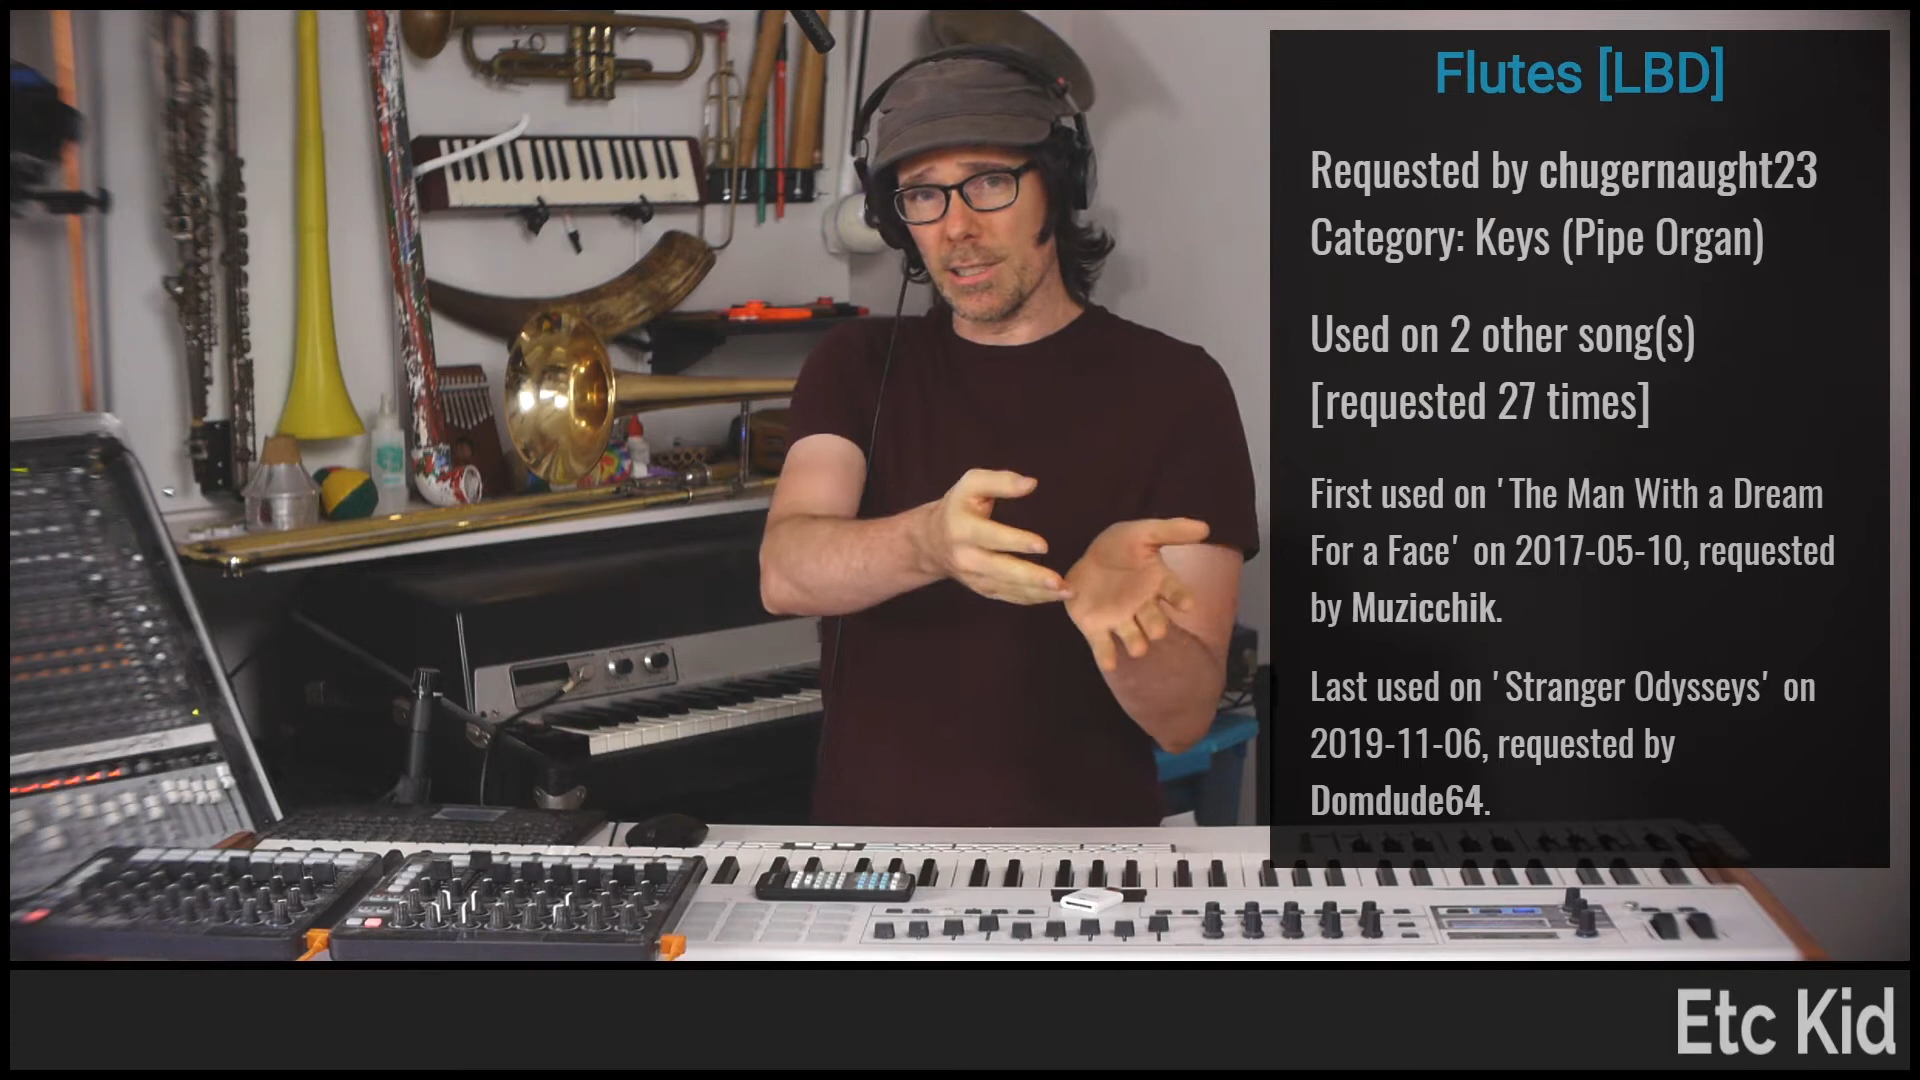 Flutes [LBD]
Requested by chugernaught23
Category: Keys (Pipe Organ)
Used on 2 other song(s)
[requested 27 times]
First used on 'The Man With a Dream
For a Face' on 2017-05-10, requested
by Muzicchik.
Last used on 'Stranger Odysseys' on
2019-11-06, requested by
Domdude64.
Etc Kid